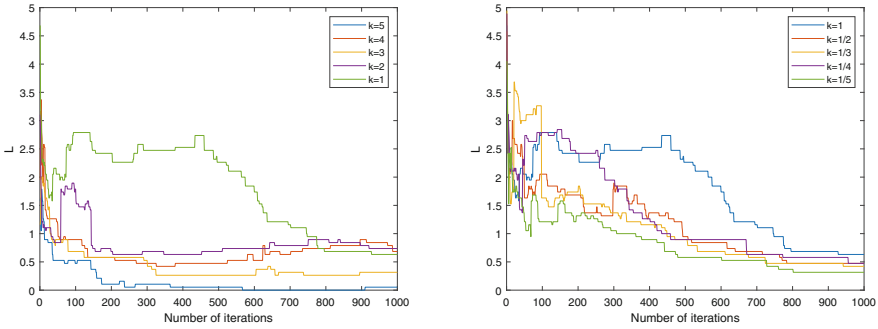 5
4.5
4
3.5
3
2.5
2
1.5
1
0.5
0
L
0 100 200 300 400 500 600 700 800 900 1000
Number of iterations
k=5
k=4
k=3
k=2
k=1
5
4.5
4
3.5
3
2.5
2
1.5
1
0.5
0
L
0 100 200 300 400 500 600 700 800 900 1000
Number of iterations
k=1
k=1/2
k=1/3
k=1/4
k=1/5